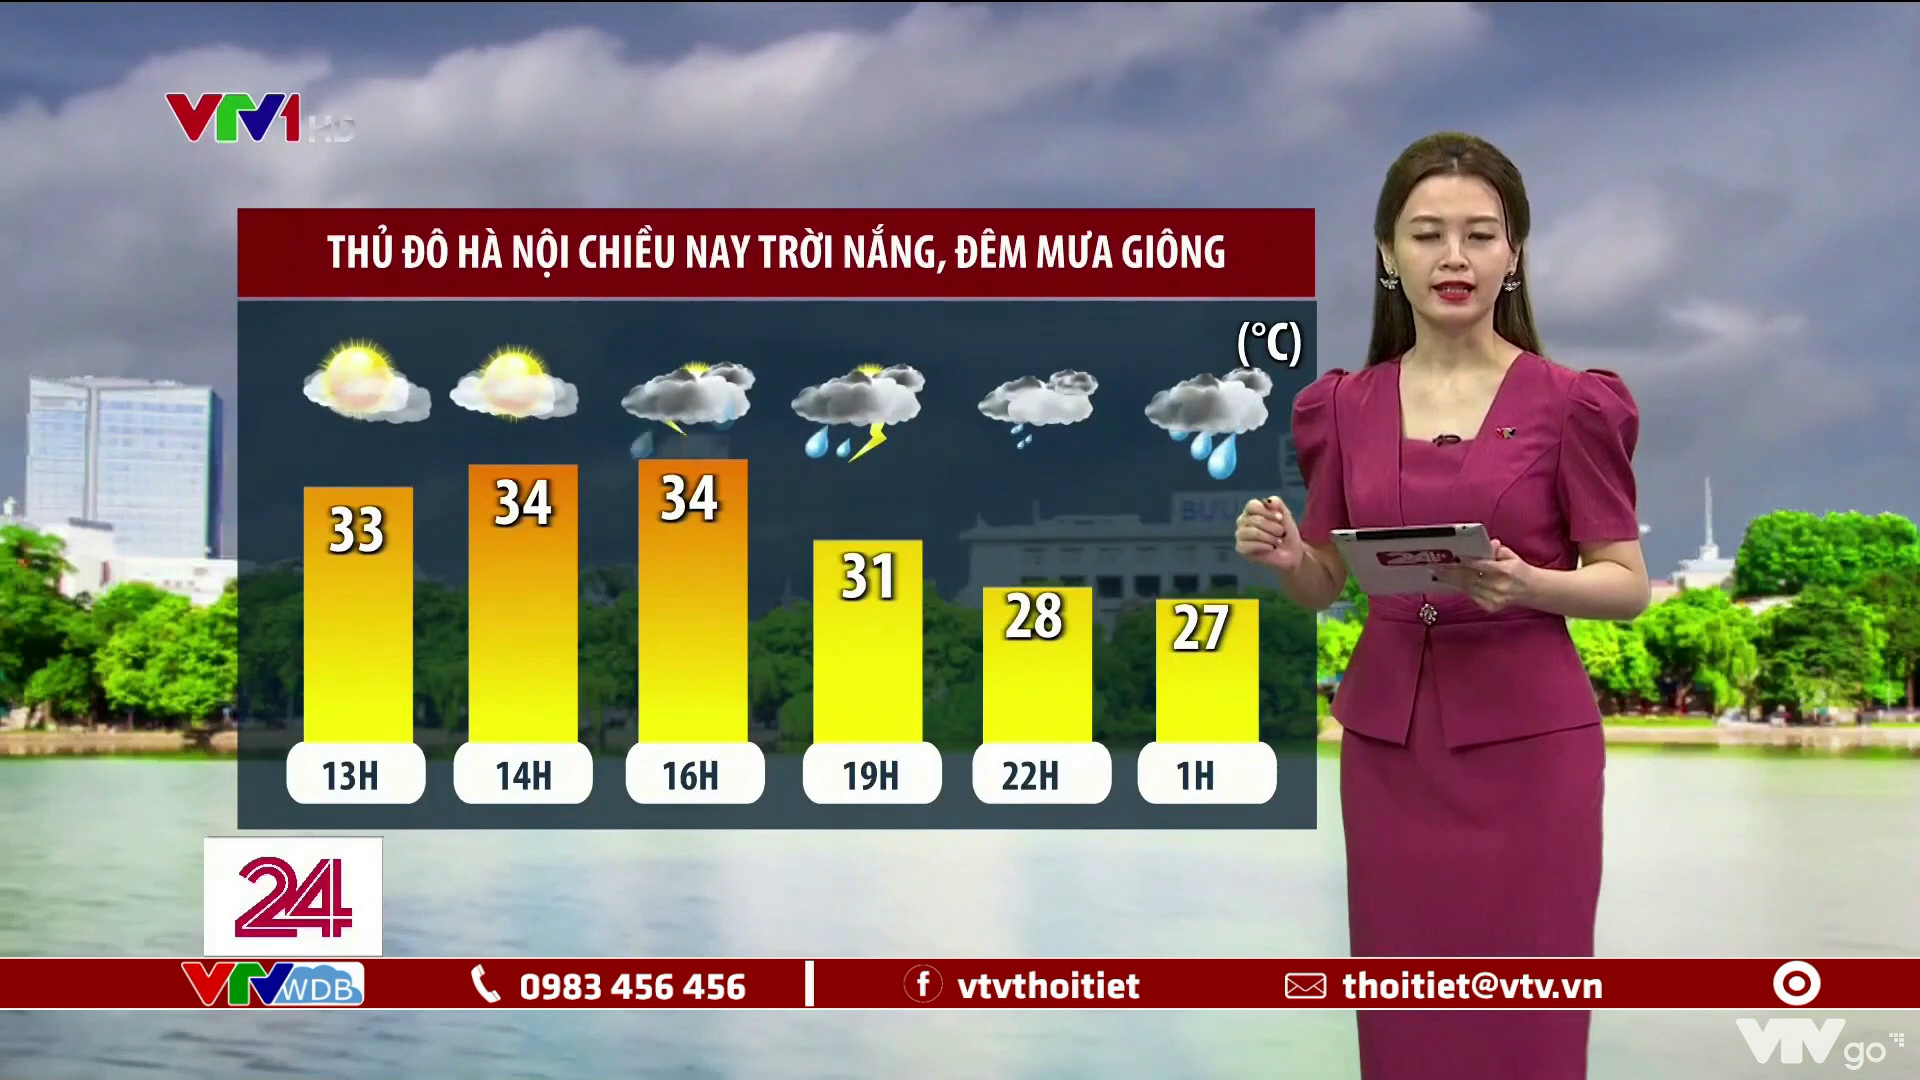 VTV1 HD
THỦ ĐÔ HÀ NỘI CHIỀU NAY TRỜI NẮNG, ĐÊM MƯA GIÔNG
(°C)
33 34 34 31 28 27
13H 14H 16H 19H 22H 1H
24
24
VTV WDB 0983 456 456 vtvthoitiet thoitiet@vtv.vn
VTV go